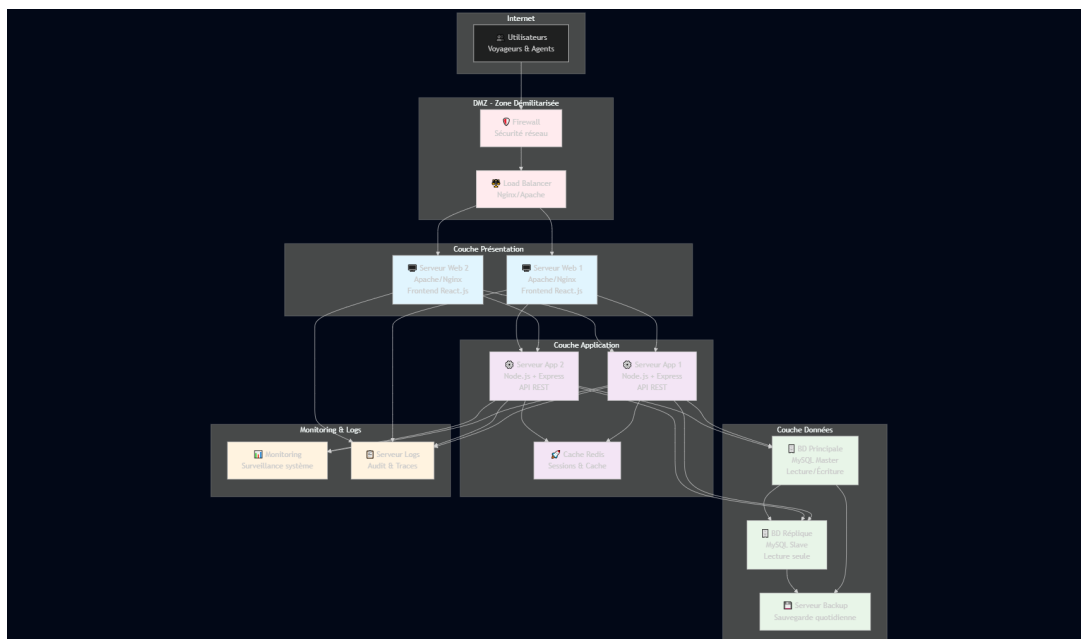 Internet
Utilisateurs
Voyageurs & Agents
DMZ - Zone Démilitarisée
Firewall
Sécurité réseau
Load Balancer
Nginx/Apache
Couche Présentation
Serveur Web 2
Apache/Nginx
Frontend React.js
Serveur Web 1
Apache/Nginx
Frontend React.js
Couche Application
Serveur App 2
Node.js + Express
API REST
Serveur App 1
Node.js + Express
API REST
Monitoring & Logs
Monitoring
Surveillance système
Serveur Logs
Audit & Traces
Cache Redis
Sessions & Cache
Couche Données
BD Principale
MySQL Master
Lecture/Écriture
BD Réplique
MySQL Slave
Lecture seule
Serveur Backup
Sauvegarde quotidienne